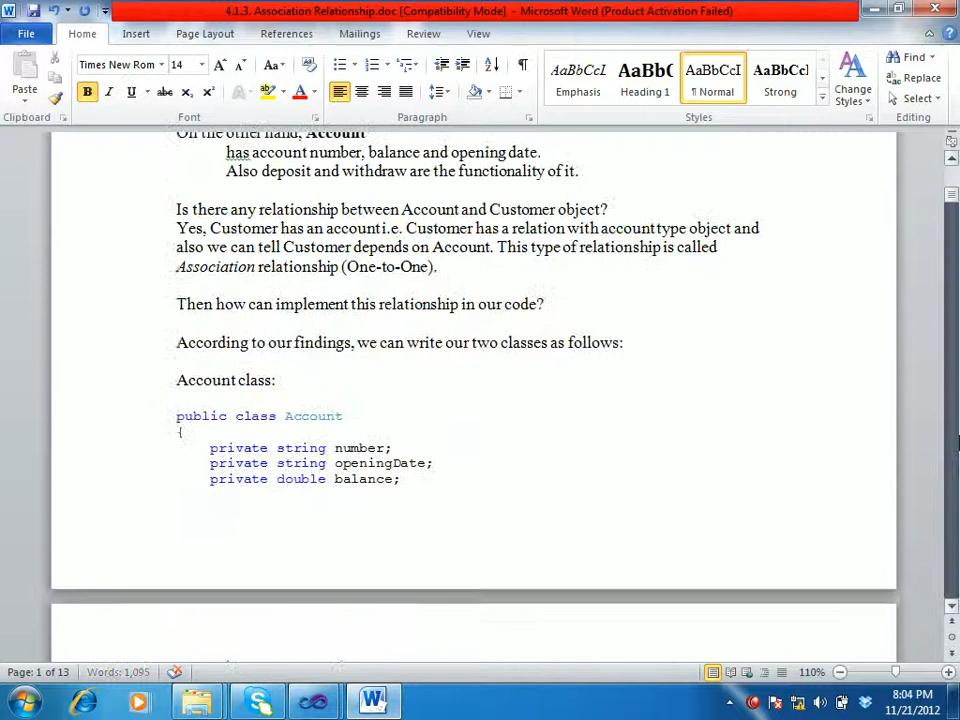 4.1.3. Association Relationship.doc [Compatibility Mode] - Microsoft Word (Product Activation Failed)
File Home Insert Page Layout References Mailings Review View
Times New Rom 14 Aa
Paste
B I U abc x₂ x² A A
AaBbCcI AaBbC AaBbCcI AaBbCc
Emphasis Heading 1 ¶ Normal Strong
Change Styles
Find
Replace
Select
Clipboard Font Paragraph Styles Editing
On the other hand, Account
has account number, balance and opening date.
Also deposit and withdraw are the functionality of it.
Is there any relationship between Account and Customer object?
Yes, Customer has an account i.e. Customer has a relation with account type object and
also we can tell Customer depends on Account. This type of relationship is called
Association relationship (One-to-One).
Then how can implement this relationship in our code?
According to our findings, we can write our two classes as follows:
Account class:
public class Account
{
private string number;
private string openingDate;
private double balance;
Page: 1 of 13 Words: 1,095 110%
8:04 PM
11/21/2012